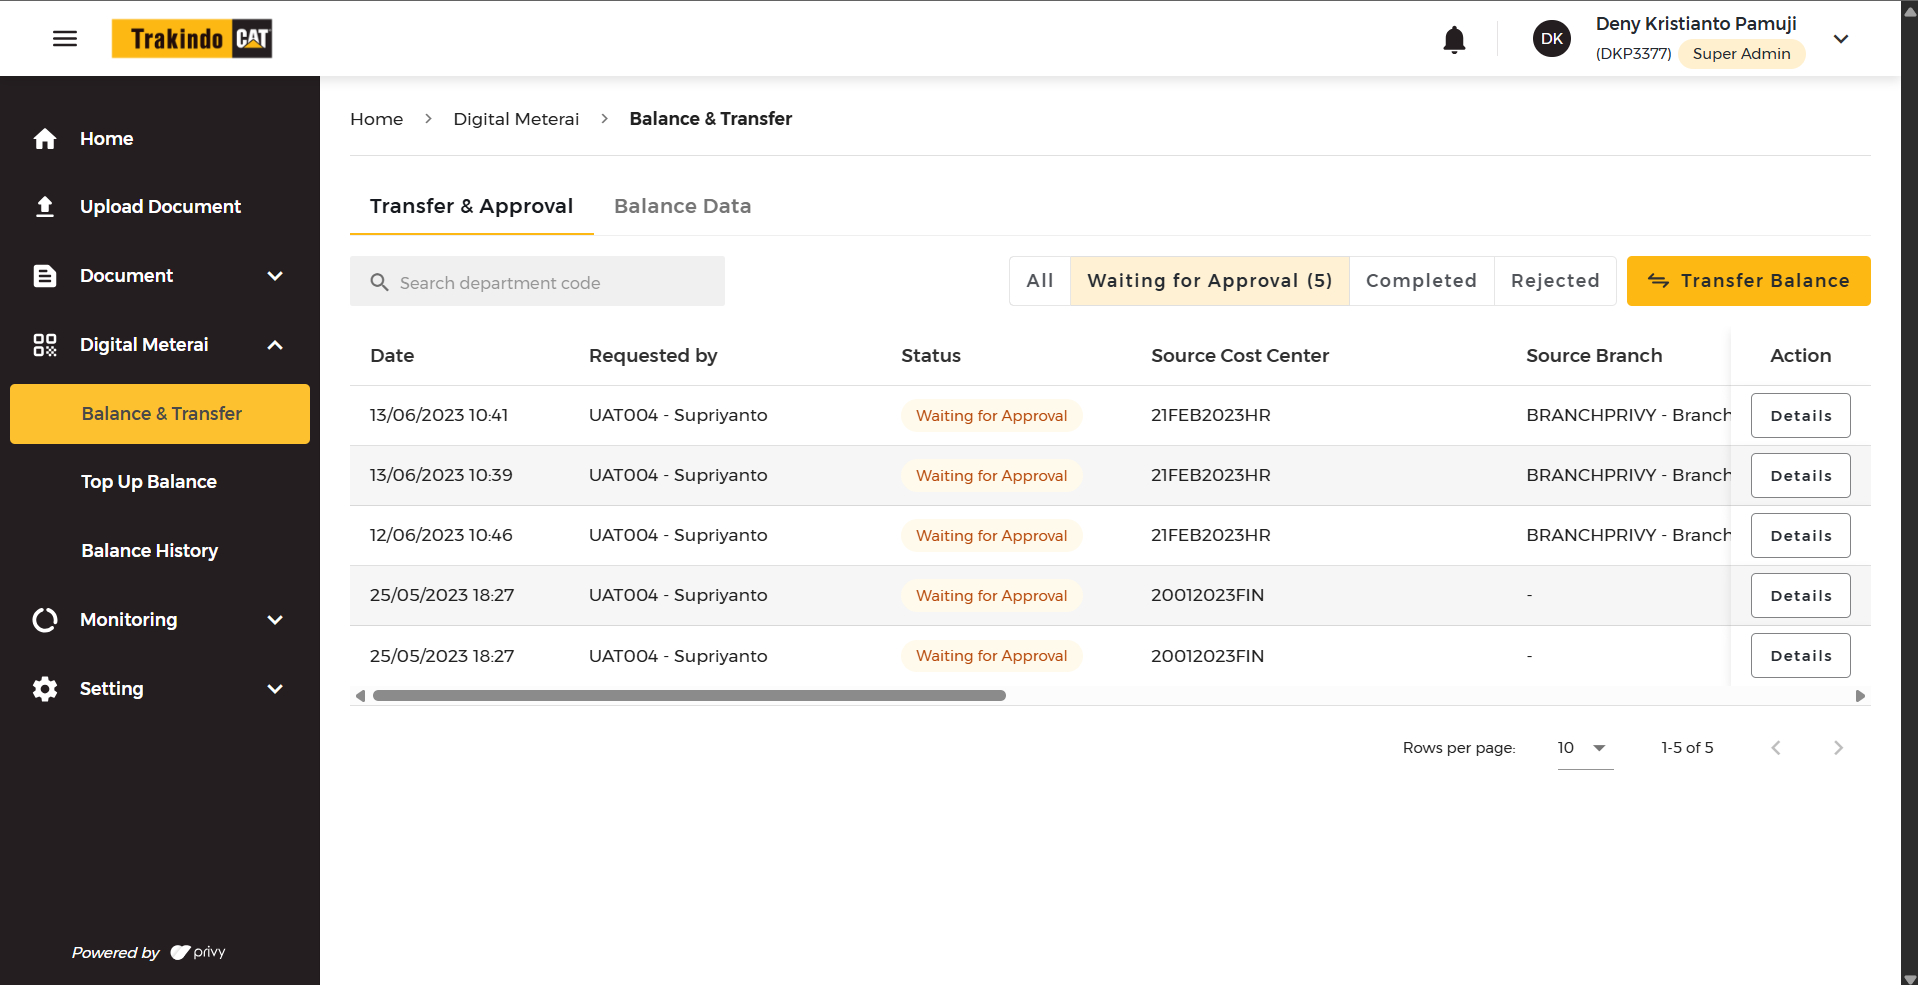 Trakindo CAT
DK
Deny Kristianto Pamuji
(DKP3377) Super Admin
Home
Upload Document
Document
Digital Meterai
Balance & Transfer
Top Up Balance
Balance History
Monitoring
Setting
Powered by privy
Home > Digital Meterai > Balance & Transfer
Transfer & Approval Balance Data
Search department code
All Waiting for Approval (5) Completed Rejected Transfer Balance
Date Requested by Status Source Cost Center Source Branch Action
13/06/2023 10:41 UAT004 - Supriyanto Waiting for Approval 21FEB2023HR BRANCHPRIVY - Branch Details
13/06/2023 10:39 UAT004 - Supriyanto Waiting for Approval 21FEB2023HR BRANCHPRIVY - Branch Details
12/06/2023 10:46 UAT004 - Supriyanto Waiting for Approval 21FEB2023HR BRANCHPRIVY - Branch Details
25/05/2023 18:27 UAT004 - Supriyanto Waiting for Approval 20012023FIN - Details
25/05/2023 18:27 UAT004 - Supriyanto Waiting for Approval 20012023FIN - Details
Rows per page: 10 1-5 of 5